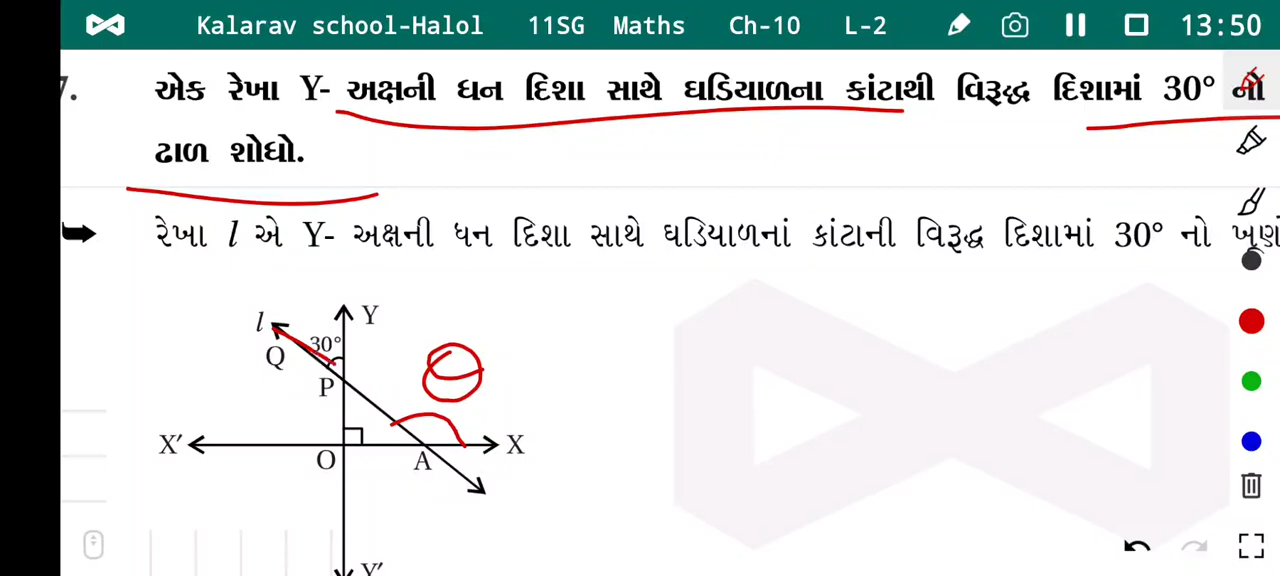 Kalarav school-Halol 11SG Maths Ch-10 L-2 13:50
7. એક રેખા Y- અક્ષની ધન દિશા સાથે ઘડિયાળના કાંટાથી વિરૂદ્ધ દિશામાં 30° નો
ઢાળ શોધો.
રેખા l એ Y- અક્ષની ધન દિશા સાથે ઘડિયાળનાં કાંટાની વિરૂદ્ધ દિશામાં 30° નો ખૂણો
Y
l
30°
Q
P
θ
X′
O
A
X
Y′